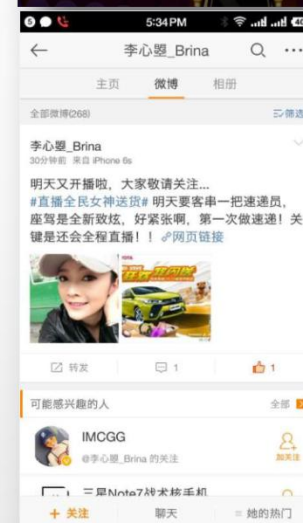 5:34PM
李心曌_Brina
主页 微博 相册
全部微博(268)
筛选
李心曌_Brina
30分钟前 来自 iPhone 6s
明天又开播啦，大家敬请关注...
#直播全民女神送货# 明天要客串一把速递员，
座驾是全新致炫，好紧张啊，第一次做速递！关
键是还会全程直播！！网页链接
转发
1
1
可能感兴趣的人
全部
IMCGG
@李心曌_Brina 的关注
加关注
三星Note7战术核手机
+ 关注
聊天
她的热门